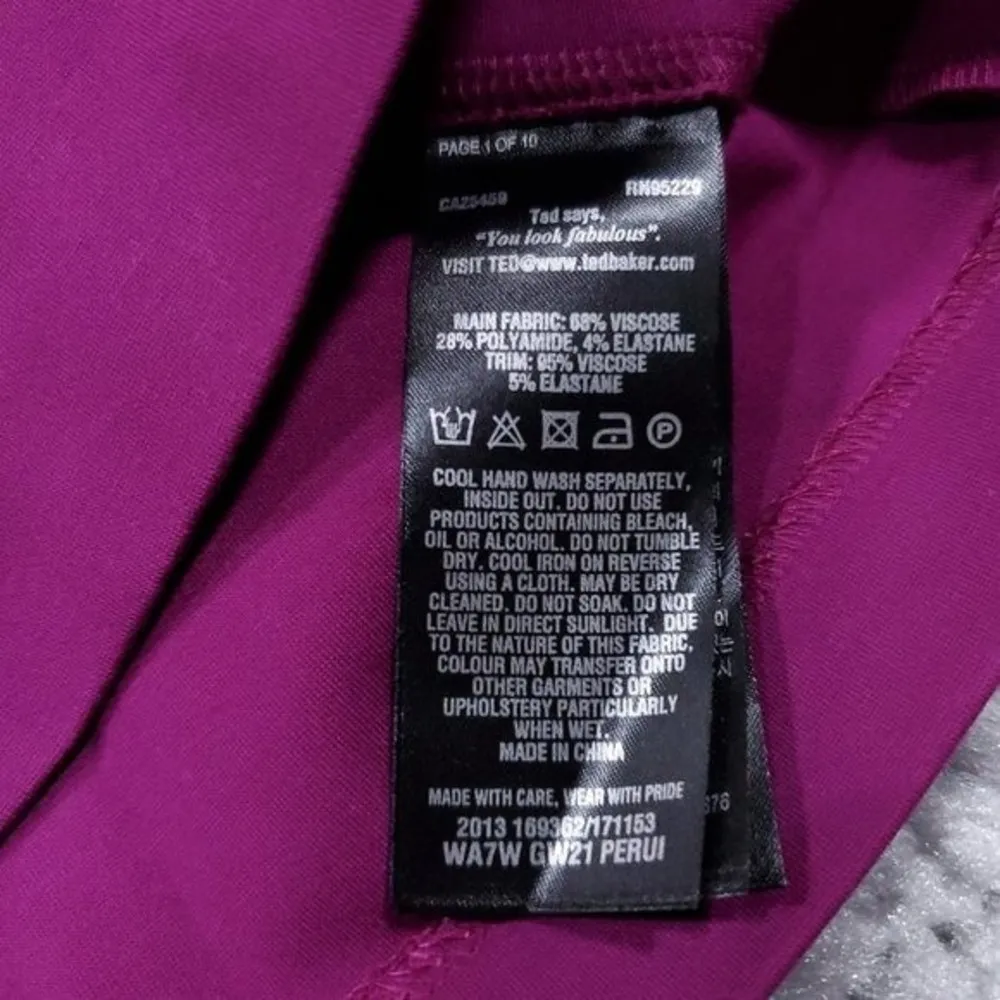 PAGE 1 OF 10
CA25459 RN95229
Ted says,
"You look fabulous".
VISIT TED@www.tedbaker.com
MAIN FABRIC: 68% VISCOSE
28% POLYAMIDE, 4% ELASTANE
TRIM: 95% VISCOSE
5% ELASTANE
P
COOL HAND WASH SEPARATELY,
INSIDE OUT. DO NOT USE
PRODUCTS CONTAINING BLEACH,
OIL OR ALCOHOL. DO NOT TUMBLE
DRY. COOL IRON ON REVERSE
USING A CLOTH. MAY BE DRY
CLEANED. DO NOT SOAK. DO NOT
LEAVE IN DIRECT SUNLIGHT. DUE
TO THE NATURE OF THIS FABRIC,
COLOUR MAY TRANSFER ONTO
OTHER GARMENTS OR
UPHOLSTERY PARTICULARLY
WHEN WET.
MADE IN CHINA
MADE WITH CARE, WEAR WITH PRIDE
2013 169362/171153
WA7W GW21 PERUI